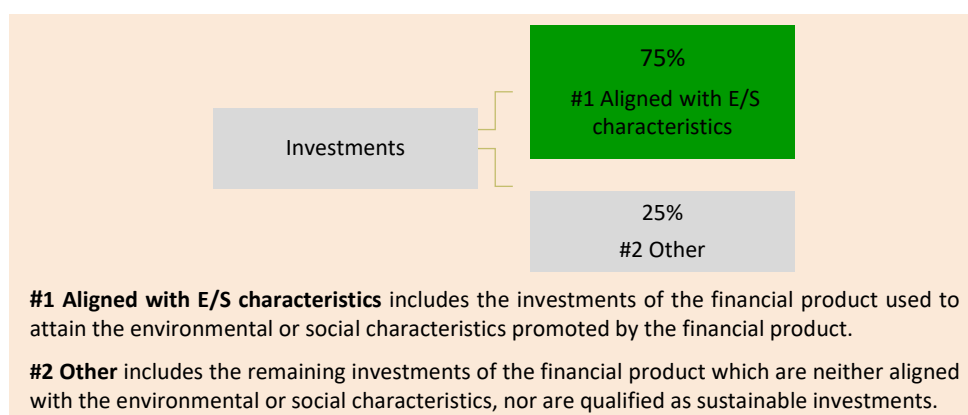 75%
#1 Aligned with E/S
characteristics
Investments
25%
#2 Other
#1 Aligned with E/S characteristics includes the investments of the financial product used to
attain the environmental or social characteristics promoted by the financial product.
#2 Other includes the remaining investments of the financial product which are neither aligned
with the environmental or social characteristics, nor are qualified as sustainable investments.